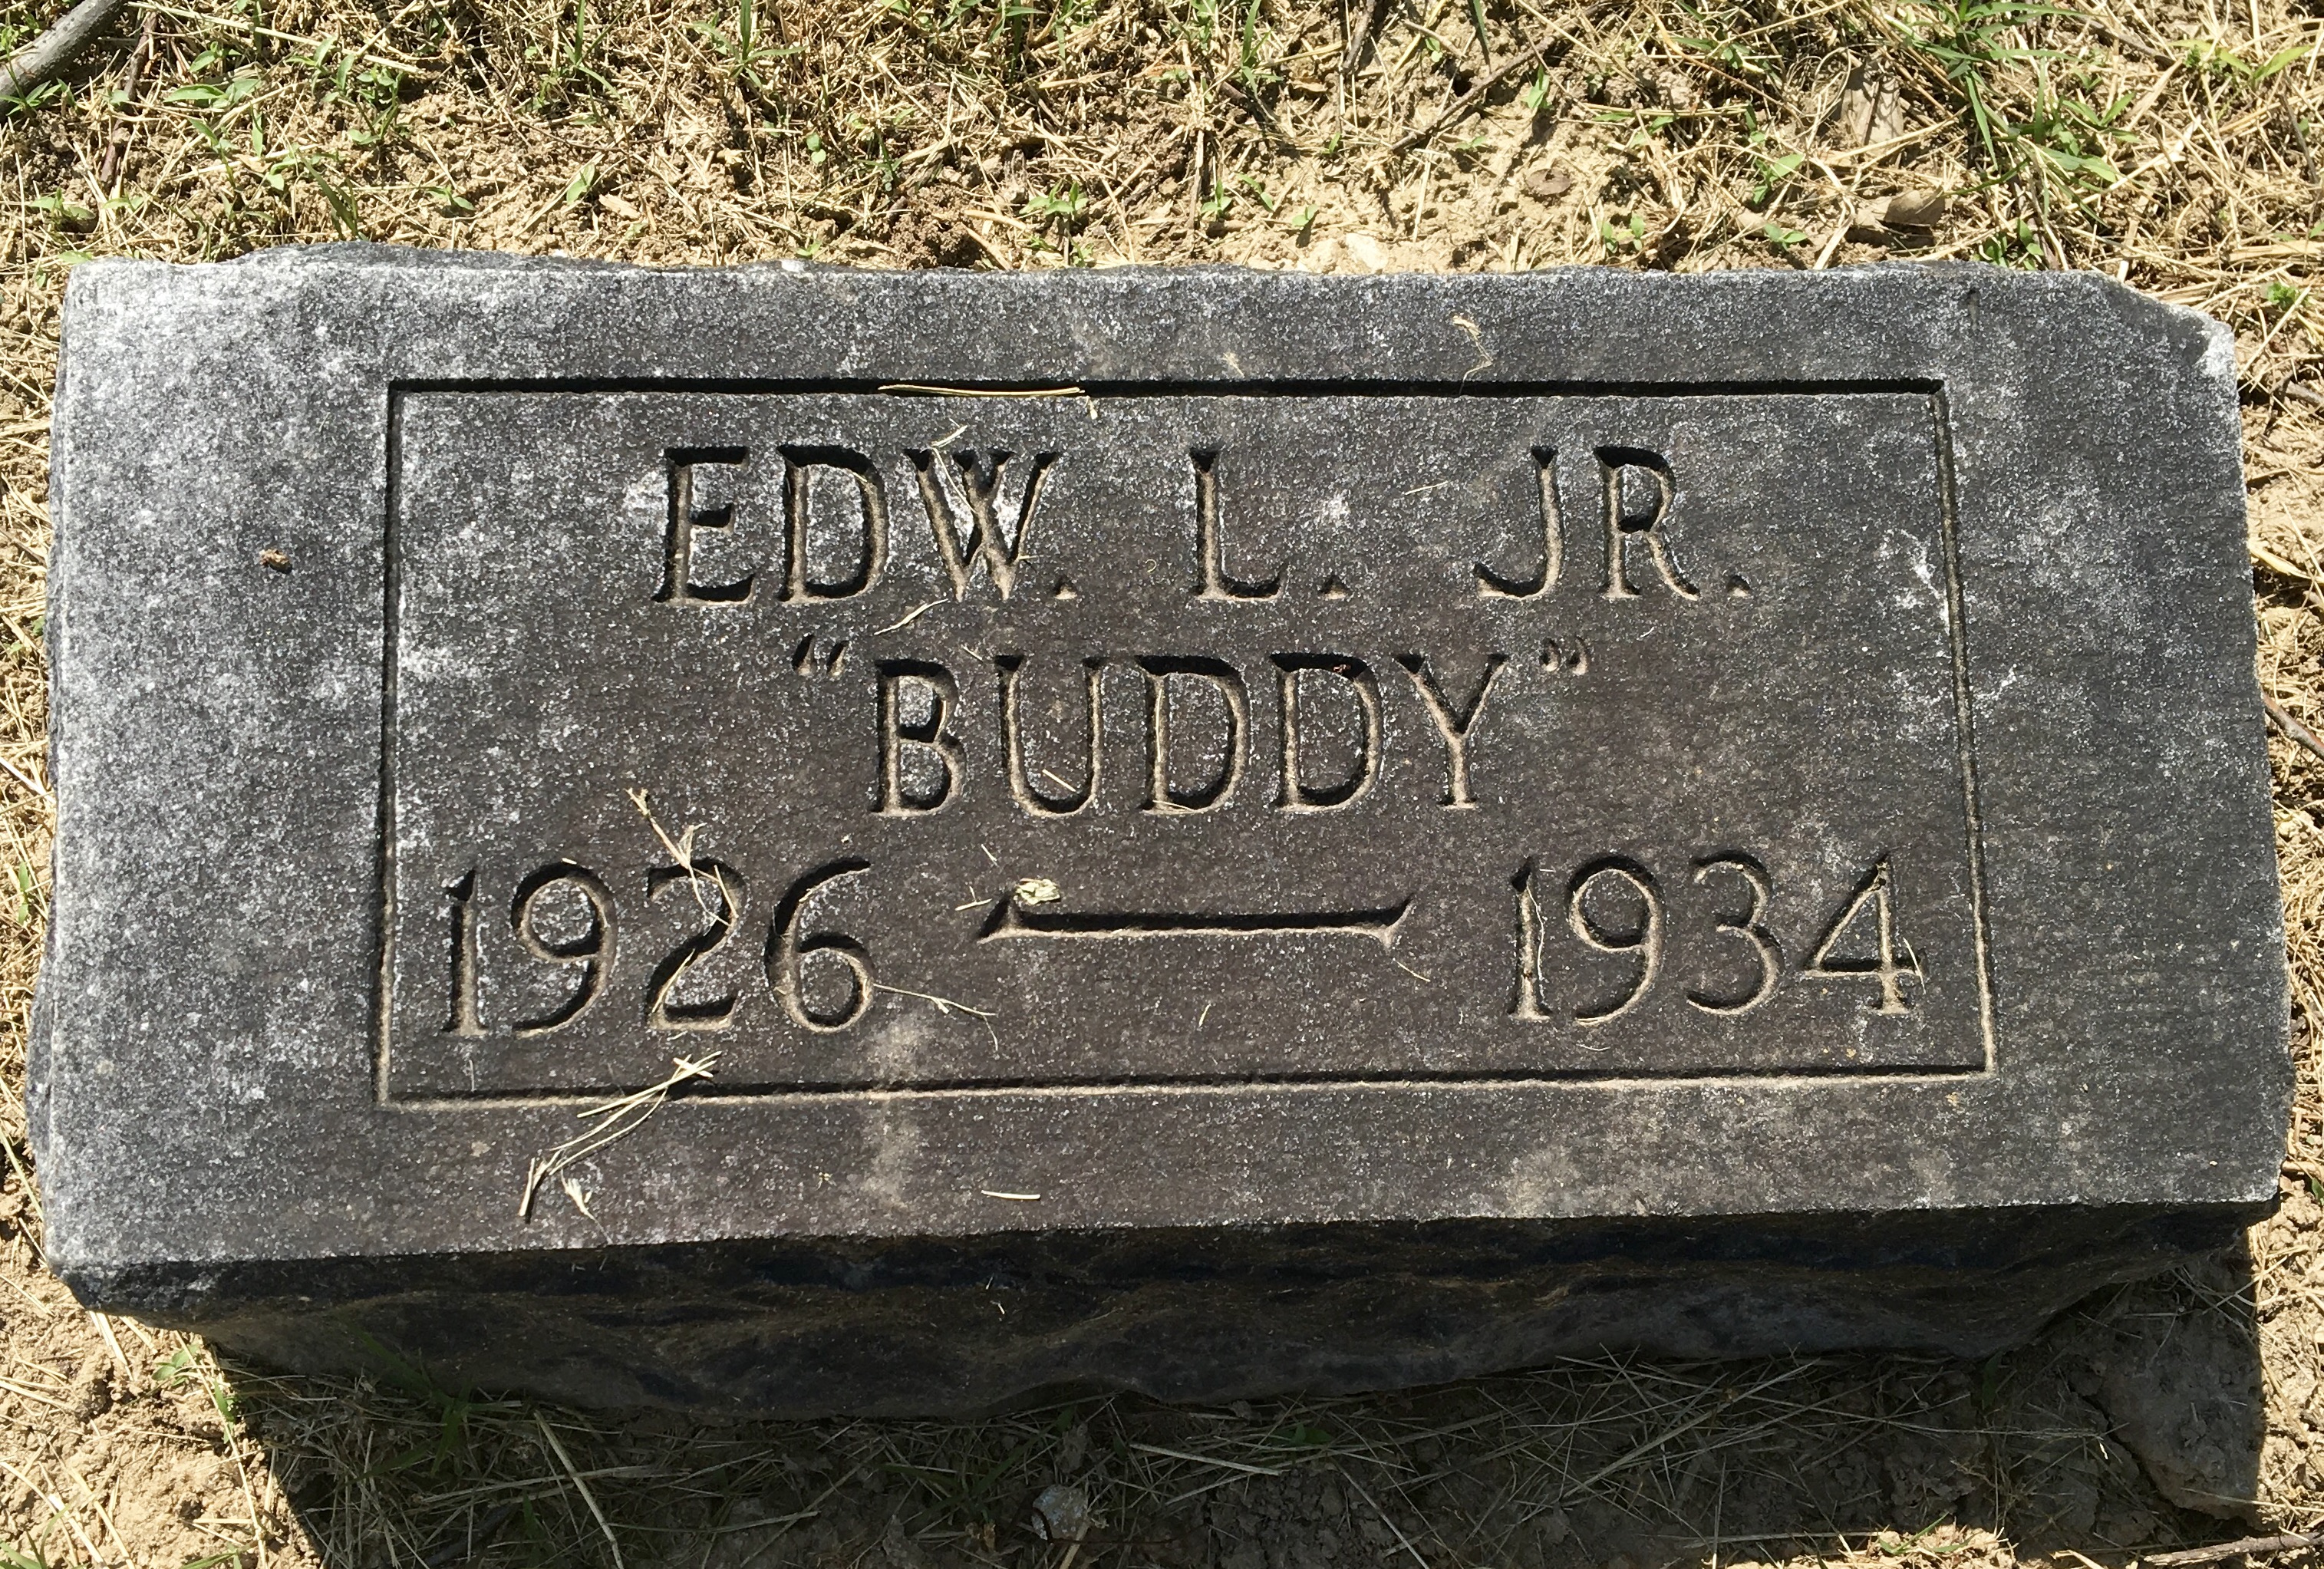 EDW. L. JR.
“BUDDY”
1926 — 1934